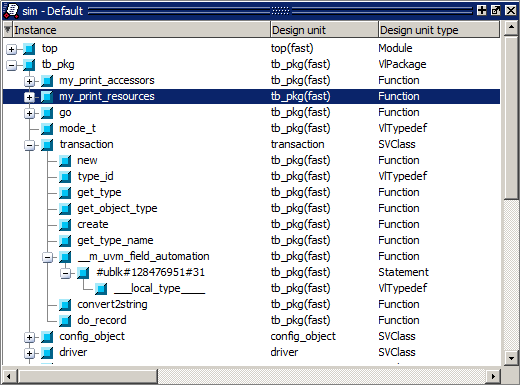 sim - Default
Instance Design unit Design unit type
top top(fast) Module
tb_pkg tb_pkg(fast) VlPackage
my_print_accessors tb_pkg(fast) Function
my_print_resources tb_pkg(fast) Function
go tb_pkg(fast) Function
mode_t tb_pkg(fast) VlTypedef
transaction transaction SVClass
new tb_pkg(fast) Function
type_id tb_pkg(fast) VlTypedef
get_type tb_pkg(fast) Function
get_object_type tb_pkg(fast) Function
create tb_pkg(fast) Function
get_type_name tb_pkg(fast) Function
__m_uvm_field_automation tb_pkg(fast) Function
#ublk#128476951#31 tb_pkg(fast) Statement
___local_type____ tb_pkg(fast) VlTypedef
convert2string tb_pkg(fast) Function
do_record tb_pkg(fast) Function
config_object config_object SVClass
driver driver SVClass